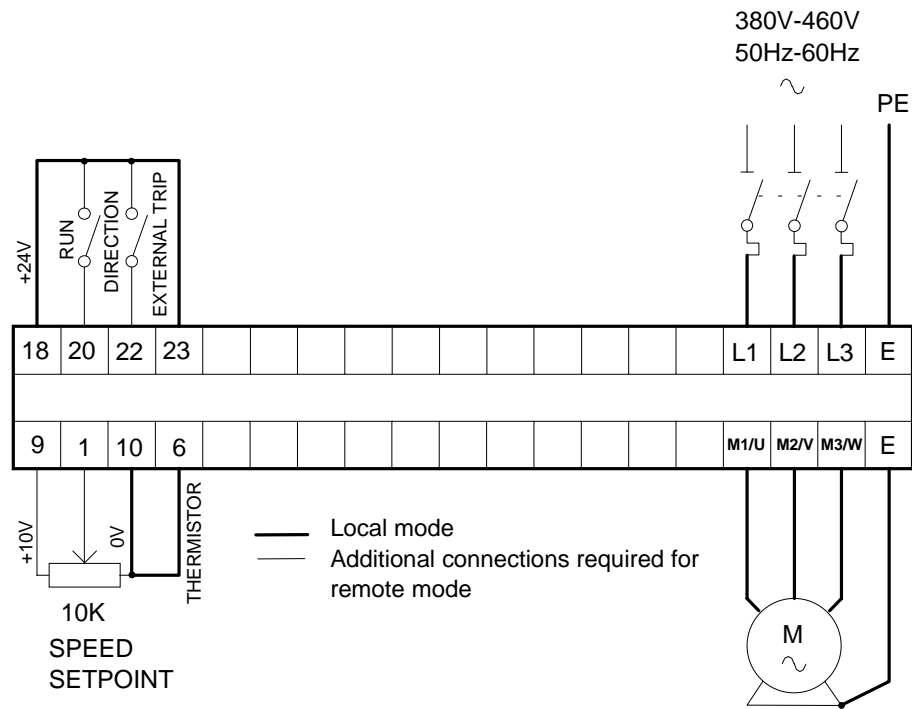 380V-460V
50Hz-60Hz
PE
+24V
RUN
DIRECTION
EXTERNAL TRIP
18 20 22 23 L1 L2 L3 E
9 1 10 6 M1/U M2/V M3/W E
+10V
0V
THERMISTOR
Local mode
Additional connections required for
remote mode
10K
SPEED
SETPOINT
M